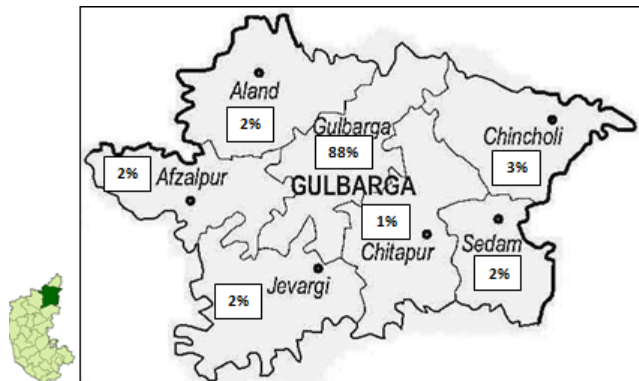 Aland
2%
Gulbarga
88%
Chincholi
3%
2%
Afzalpur
GULBARGA
1%
Chitapur
Sedam
2%
Jevargi
2%